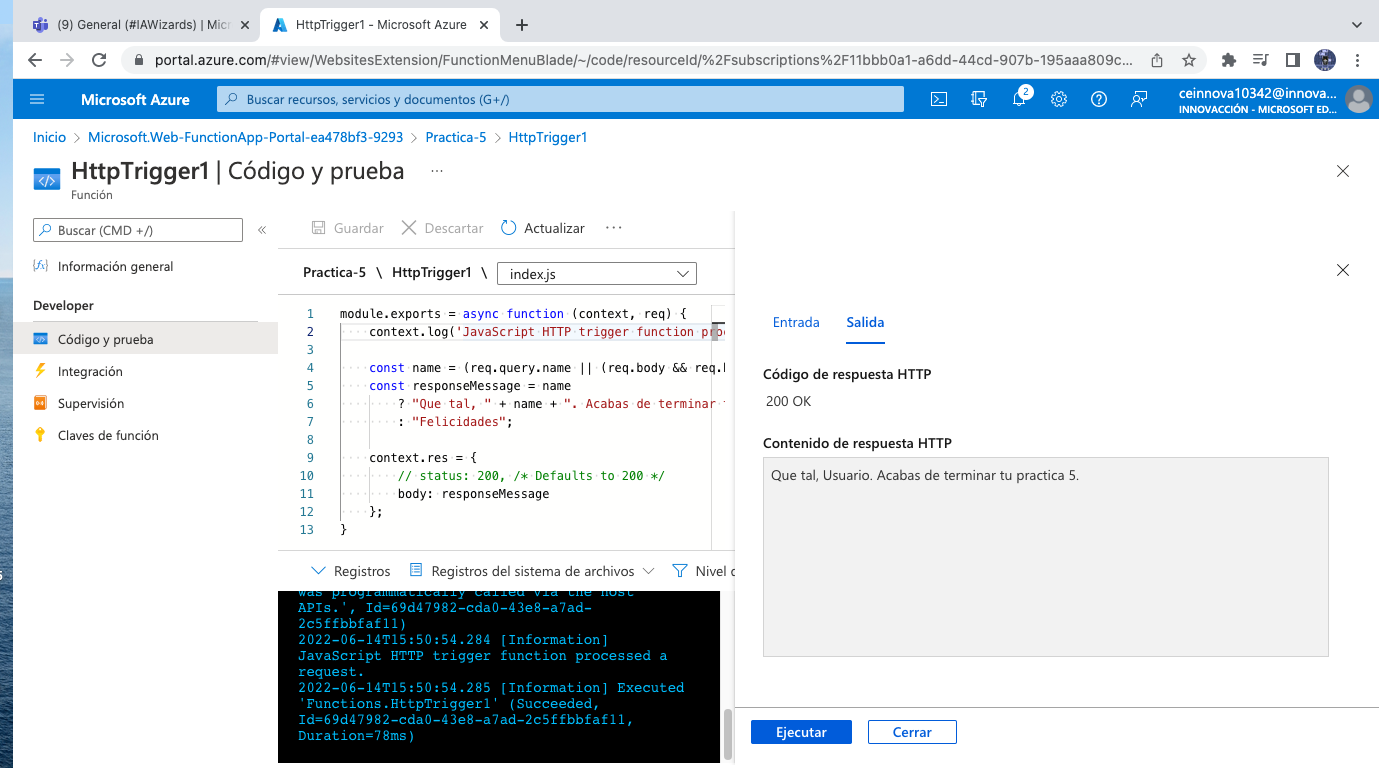 (9) General (#IAWizards) | Micr
HttpTrigger1 - Microsoft Azure
portal.azure.com/#view/WebsitesExtension/FunctionMenuBlade/~/code/resourceId/%2Fsubscriptions%2F11bbb0a1-a6dd-44cd-907b-195aaa809c...
Microsoft Azure
Buscar recursos, servicios y documentos (G+/)
2
ceinnova10342@innova...
INNOVACCIÓN - MICROSOFT ED...
Inicio > Microsoft.Web-FunctionApp-Portal-ea478bf3-9293 > Practica-5 > HttpTrigger1
HttpTrigger1 | Código y prueba ...
Función
Buscar (CMD +/)
«
Información general
Developer
Código y prueba
Integración
Supervisión
Claves de función
Guardar
Descartar
Actualizar
...
Practica-5 \ HttpTrigger1 \ index.js
1 module.exports = async function (context, req) {
2 context.log('JavaScript HTTP trigger function proc
3
4 const name = (req.query.name || (req.body && req.
5 const responseMessage = name
6 ? "Que tal, " + name + ". Acabas de terminar
7 : "Felicidades";
8
9 context.res = {
10 // status: 200, /* Defaults to 200 */
11 body: responseMessage
12 };
13 }
Registros
Registros del sistema de archivos
Nivel
was programmatically called via the host
APIs.', Id=69d47982-cda0-43e8-a7ad-
2c5ffbbfaf11)
2022-06-14T15:50:54.284 [Information]
JavaScript HTTP trigger function processed a
request.
2022-06-14T15:50:54.285 [Information] Executed
'Functions.HttpTrigger1' (Succeeded,
Id=69d47982-cda0-43e8-a7ad-2c5ffbbfaf11,
Duration=78ms)
Entrada
Salida
Código de respuesta HTTP
200 OK
Contenido de respuesta HTTP
Que tal, Usuario. Acabas de terminar tu practica 5.
Ejecutar
Cerrar